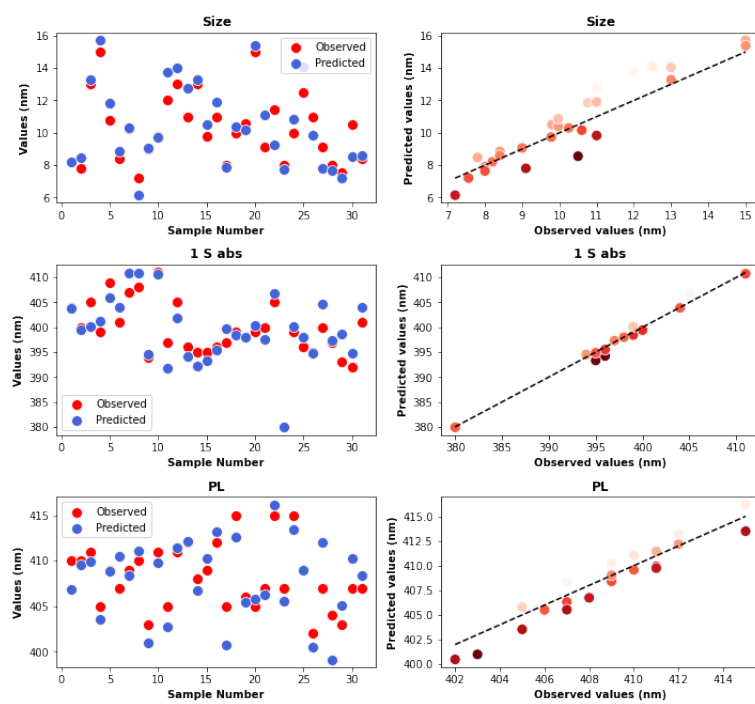 Size
Values (nm)
16
14
12
10
8
6
Observed
Predicted
0 5 10 15 20 25 30
Sample Number
Size
Predicted values (nm)
16
14
12
10
8
6
7 8 9 10 11 12 13 14 15
Observed values (nm)
1 S abs
Values (nm)
410
405
400
395
390
385
380
Observed
Predicted
0 5 10 15 20 25 30
Sample Number
1 S abs
Predicted values (nm)
410
405
400
395
390
385
380
380 385 390 395 400 405 410
Observed values (nm)
PL
Values (nm)
415
410
405
400
Observed
Predicted
0 5 10 15 20 25 30
Sample Number
PL
Predicted values (nm)
415.0
412.5
410.0
407.5
405.0
402.5
400.0
402 404 406 408 410 412 414
Observed values (nm)